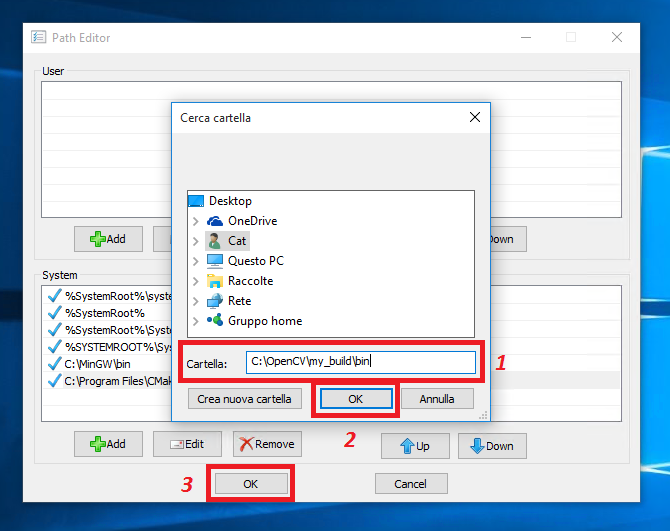 Path Editor
User
Add
Down
System
%SystemRoot%\syste
%SystemRoot%
%SystemRoot%\Sys
%SYSTEMROOT%\S
C:\MinGW\bin
C:\Program Files\CMak
Add
Edit
Remove
Up
Down
3
OK
Cancel
Cerca cartella
Desktop
OneDrive
Cat
Questo PC
Raccolte
Rete
Gruppo home
Cartella: C:\OpenCV\my_build\bin
1
Crea nuova cartella
OK
Annulla
2